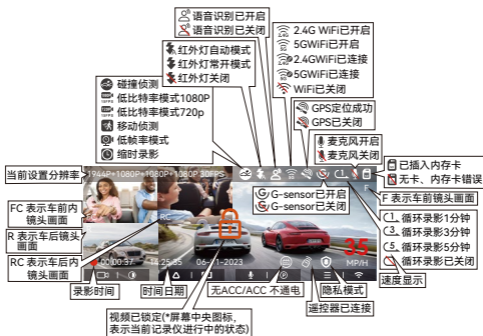 语音识别已开启
语音识别已关闭
2.4G WiFi已开启
5GWiFi已开启
2.4GWiFi已连接
5GWiFi已连接
WiFi已关闭
红外灯自动模式
红外灯常开模式
红外灯关闭
GPS定位成功
GPS已关闭
碰撞侦测
低比特率模式1080P
低比特率模式720p
移动侦测
低帧率模式
缩时录影
麦克风开启
麦克风关闭
已插入内存卡
无卡、内存卡错误
当前设置分辨率
1944P+1080P+1080P+1080P 30FPS
F
F 表示车前镜头画面
G-sensor已开启
G-sensor已关闭
FC 表示车前内
镜头画面
R 表示车后镜头
画面
RC 表示车后内
镜头画面
RC
循环录影1分钟
循环录影3分钟
循环录影5分钟
循环录影已关闭
35
MP/H
速度显示
00:00:37
14:25:35
06-01-2023
录影时间
时间日期
无ACC/ACC 不通电
隐私模式
遥控器已连接
视频已锁定(*屏幕中央图标,
表示当前记录仪进行中的状态)